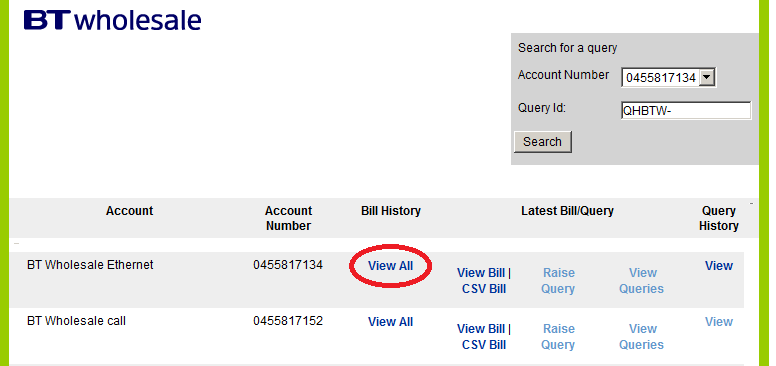 BT wholesale
Search for a query
Account Number 0455817134
Query Id: QHBTW-
Search
Account Account Number Bill History Latest Bill/Query Query History
BT Wholesale Ethernet 0455817134 View All View Bill | CSV Bill Raise Query View Queries View
BT Wholesale call 0455817152 View All View Bill | CSV Bill Raise Query View Queries View